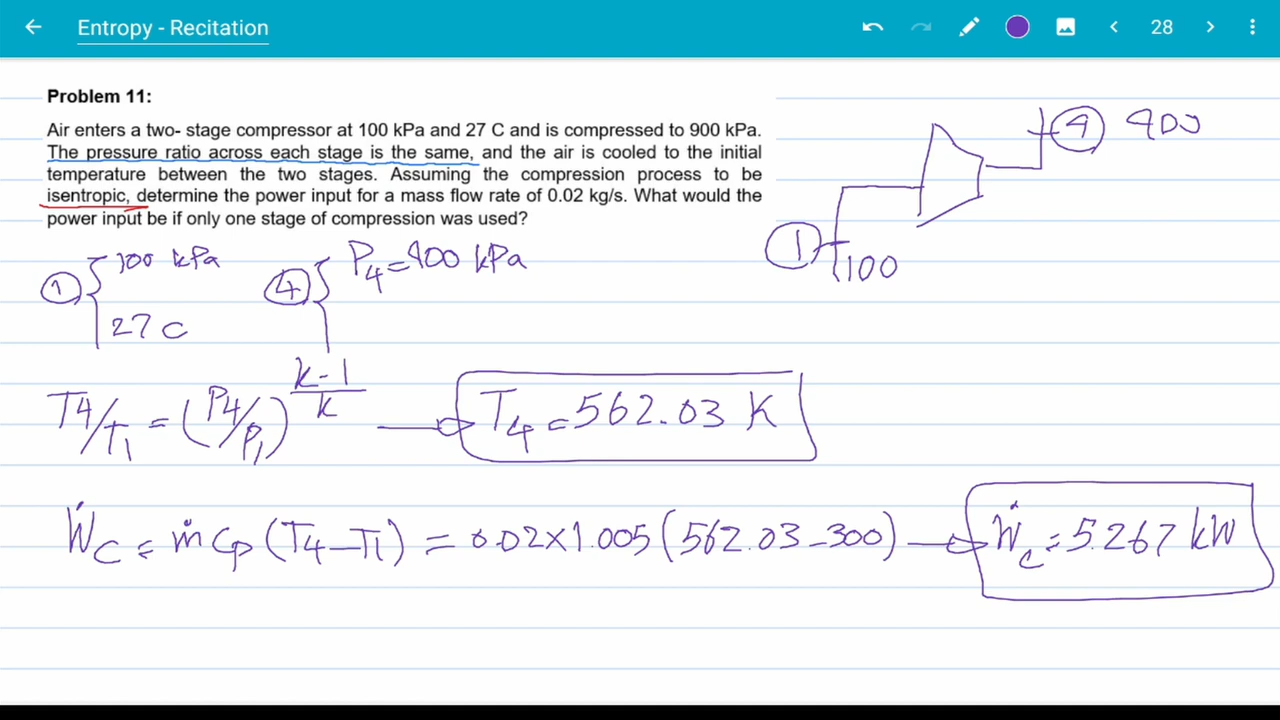 Entropy - Recitation
28
Problem 11:
Air enters a two- stage compressor at 100 kPa and 27 C and is compressed to 900 kPa.
The pressure ratio across each stage is the same, and the air is cooled to the initial
temperature between the two stages. Assuming the compression process to be
isentropic, determine the power input for a mass flow rate of 0.02 kg/s. What would the
power input be if only one stage of compression was used?
4 900
1 100
1 { 100 kPa
27 C
4 { P4 = 900 kPa
T4/T1 = (P4/P1)^(k-1/k) → T4 = 562.03 K
Ẇc = ṁ Cp (T4 - T1) = 0.02 × 1.005 (562.03 - 300) → Ẇc = 5.267 kW